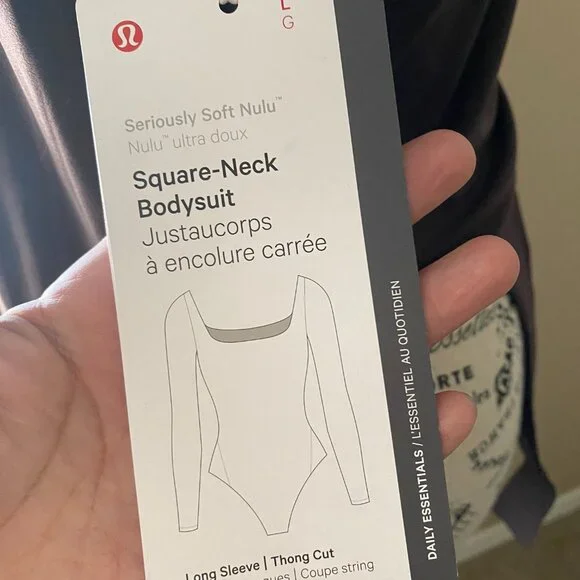 L
G
Seriously Soft Nulu™
Nulu™ ultra doux
Square-Neck
Bodysuit
Justaucorps
à encolure carrée
DAILY ESSENTIALS / L'ESSENTIEL AU QUOTIDIEN
Long Sleeve | Thong Cut
| Coupe string
ORTE